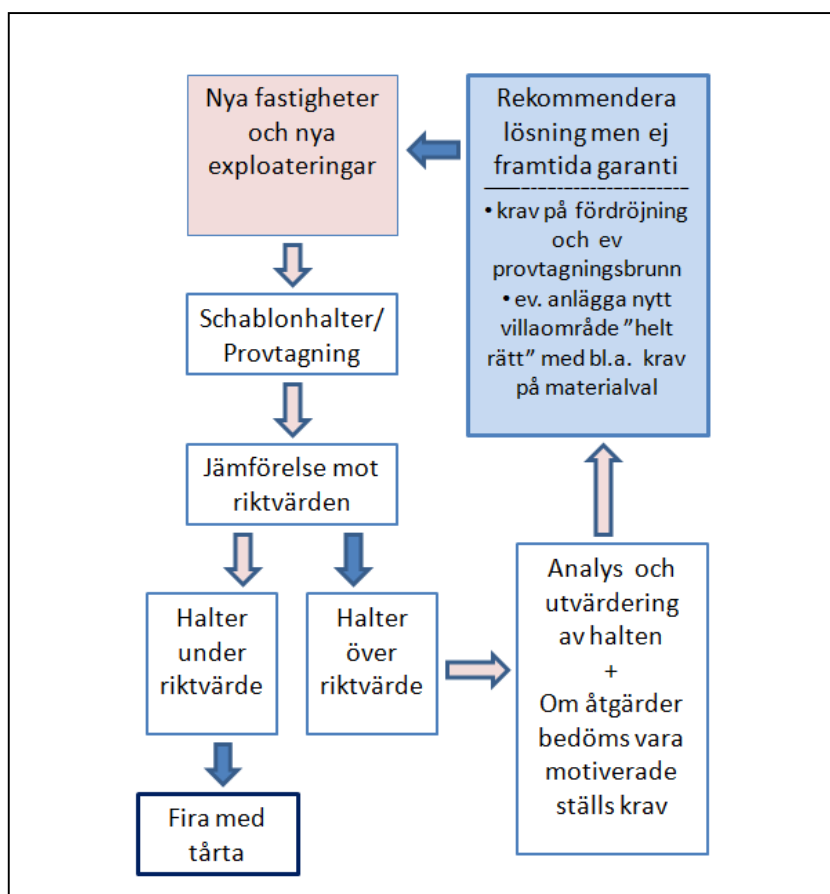 Nya fastigheter
och nya
exploateringar
Schablonhalter/
Provtagning
Jämförelse mot
riktvärden
Halter
under
riktvärde
Fira med
tårta
Halter
över
riktvärde
Analys och
utvärdering
av halten
+
Om åtgärder
bedöms vara
motiverade
ställs krav
Rekommendera
lösning men ej
framtida garanti
• krav på fördröjning
och ev
provtagningsbrunn
• ev. anlägga nytt
villaområde ”helt
rätt” med bl.a. krav
på materialval